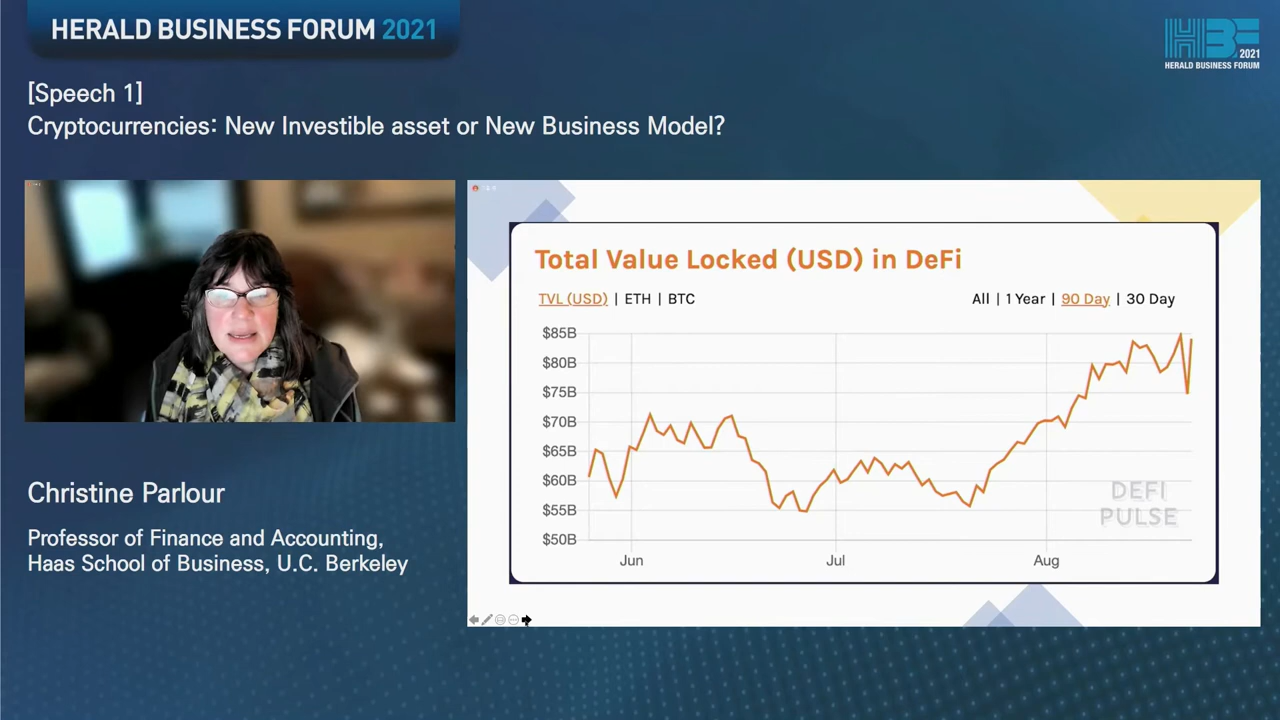 HERALD BUSINESS FORUM 2021
HBF 2021
HERALD BUSINESS FORUM
[Speech 1]
Cryptocurrencies: New Investible asset or New Business Model?
Total Value Locked (USD) in DeFi
TVL (USD) | ETH | BTC
All | 1 Year | 90 Day | 30 Day
$85B
$80B
$75B
$70B
$65B
$60B
$55B
$50B
Jun
Jul
Aug
DEFI
PULSE
Christine Parlour
Professor of Finance and Accounting,
Haas School of Business, U.C. Berkeley